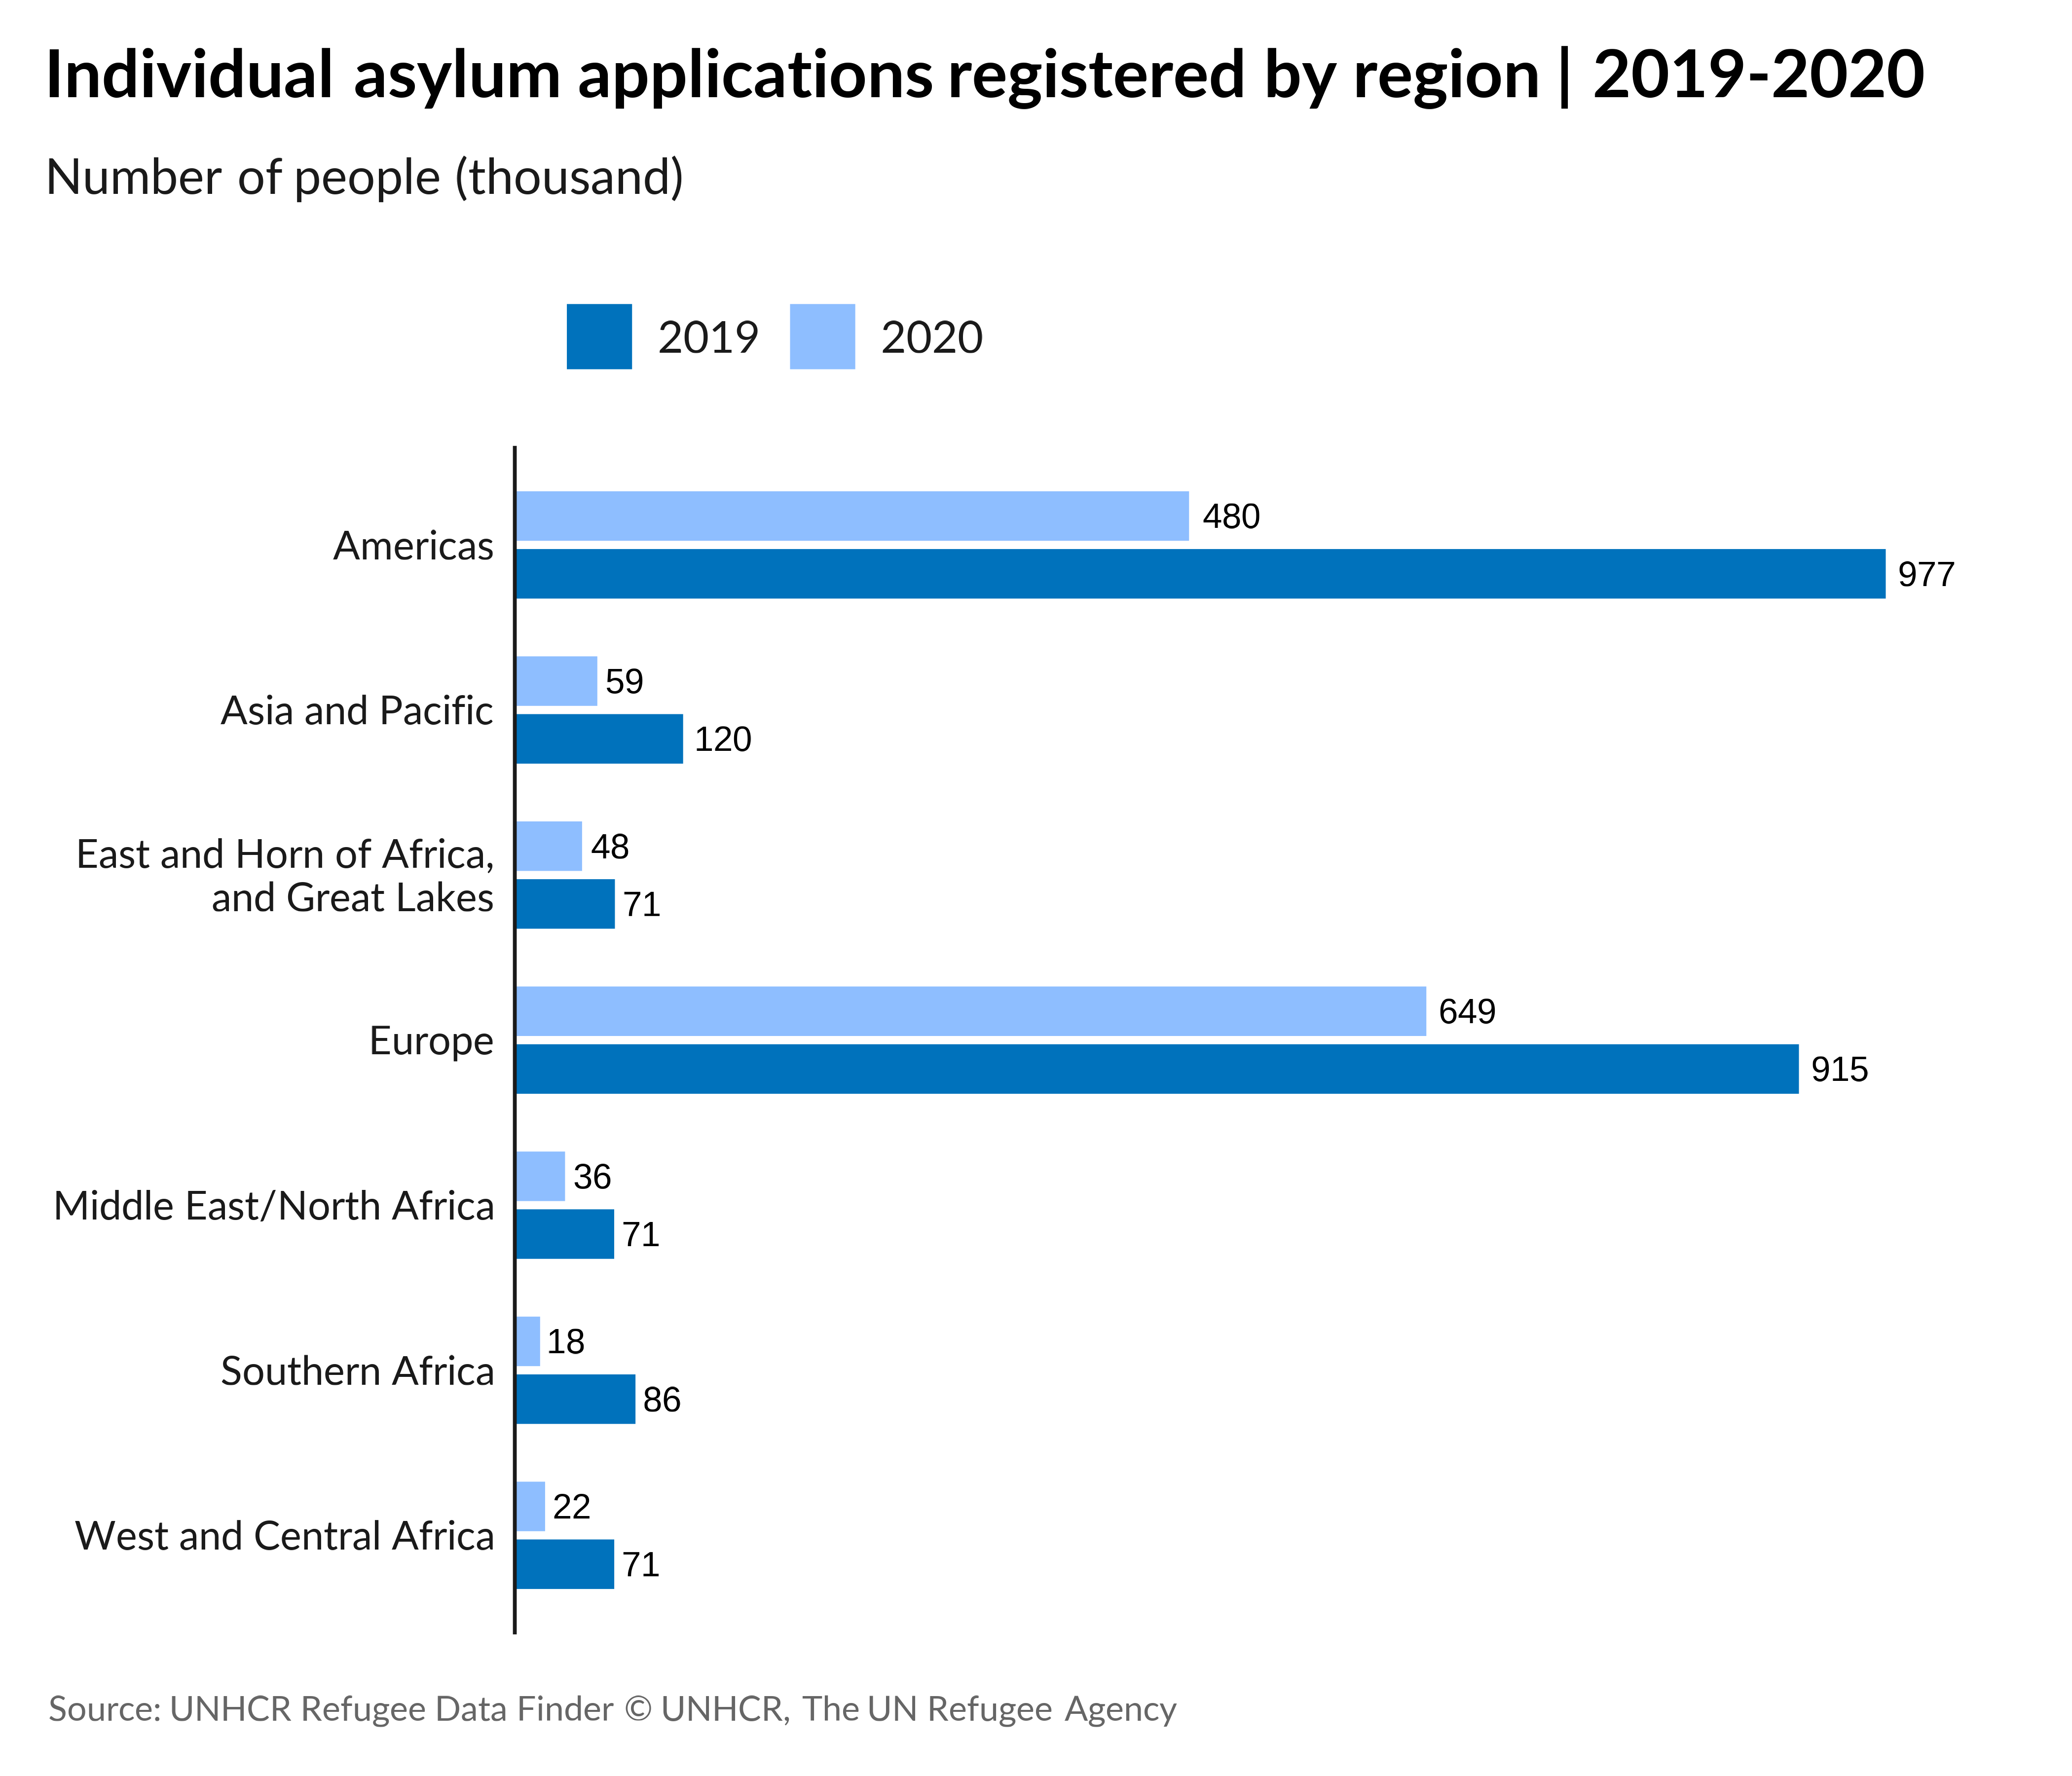 Individual asylum applications registered by region | 2019-2020
Number of people (thousand)
2019 2020
480
Americas
977
59
Asia and Pacific
120
48
East and Horn of Africa,
and Great Lakes
71
649
Europe
915
36
Middle East/North Africa
71
18
Southern Africa
86
22
West and Central Africa
71
Source: UNHCR Refugee Data Finder © UNHCR, The UN Refugee Agency